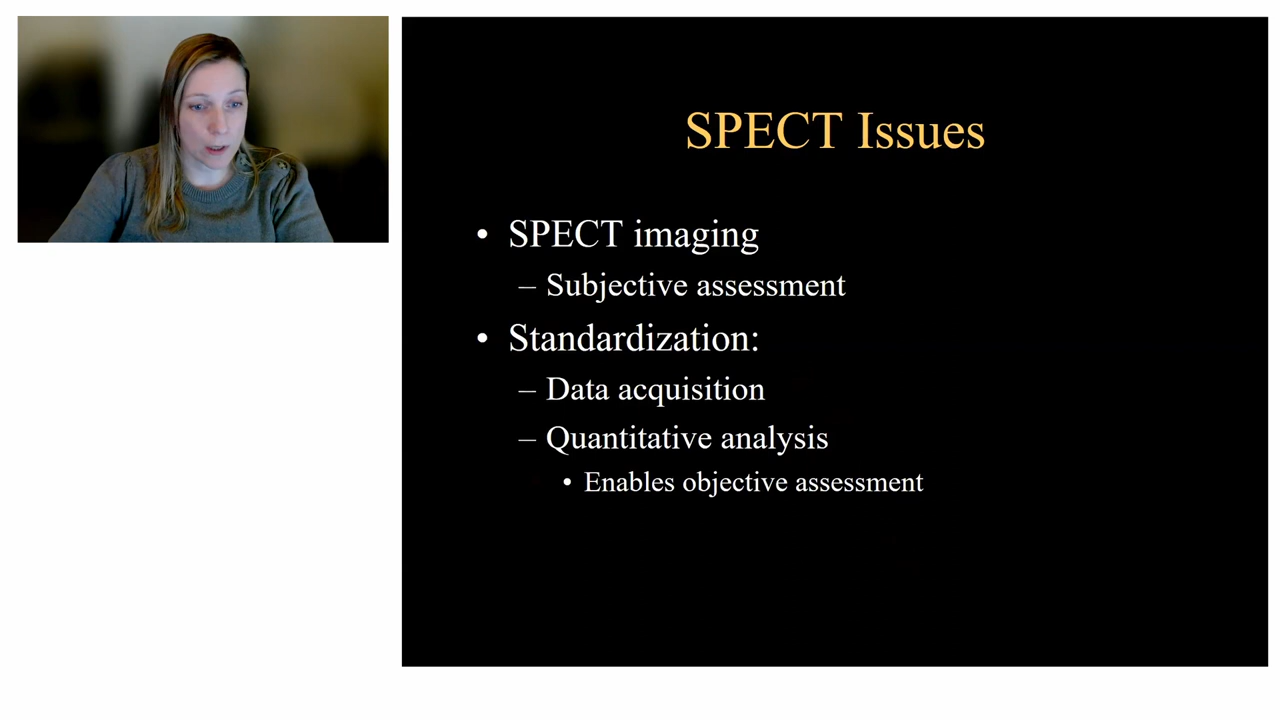 SPECT Issues
• SPECT imaging
– Subjective assessment
• Standardization:
– Data acquisition
– Quantitative analysis
• Enables objective assessment